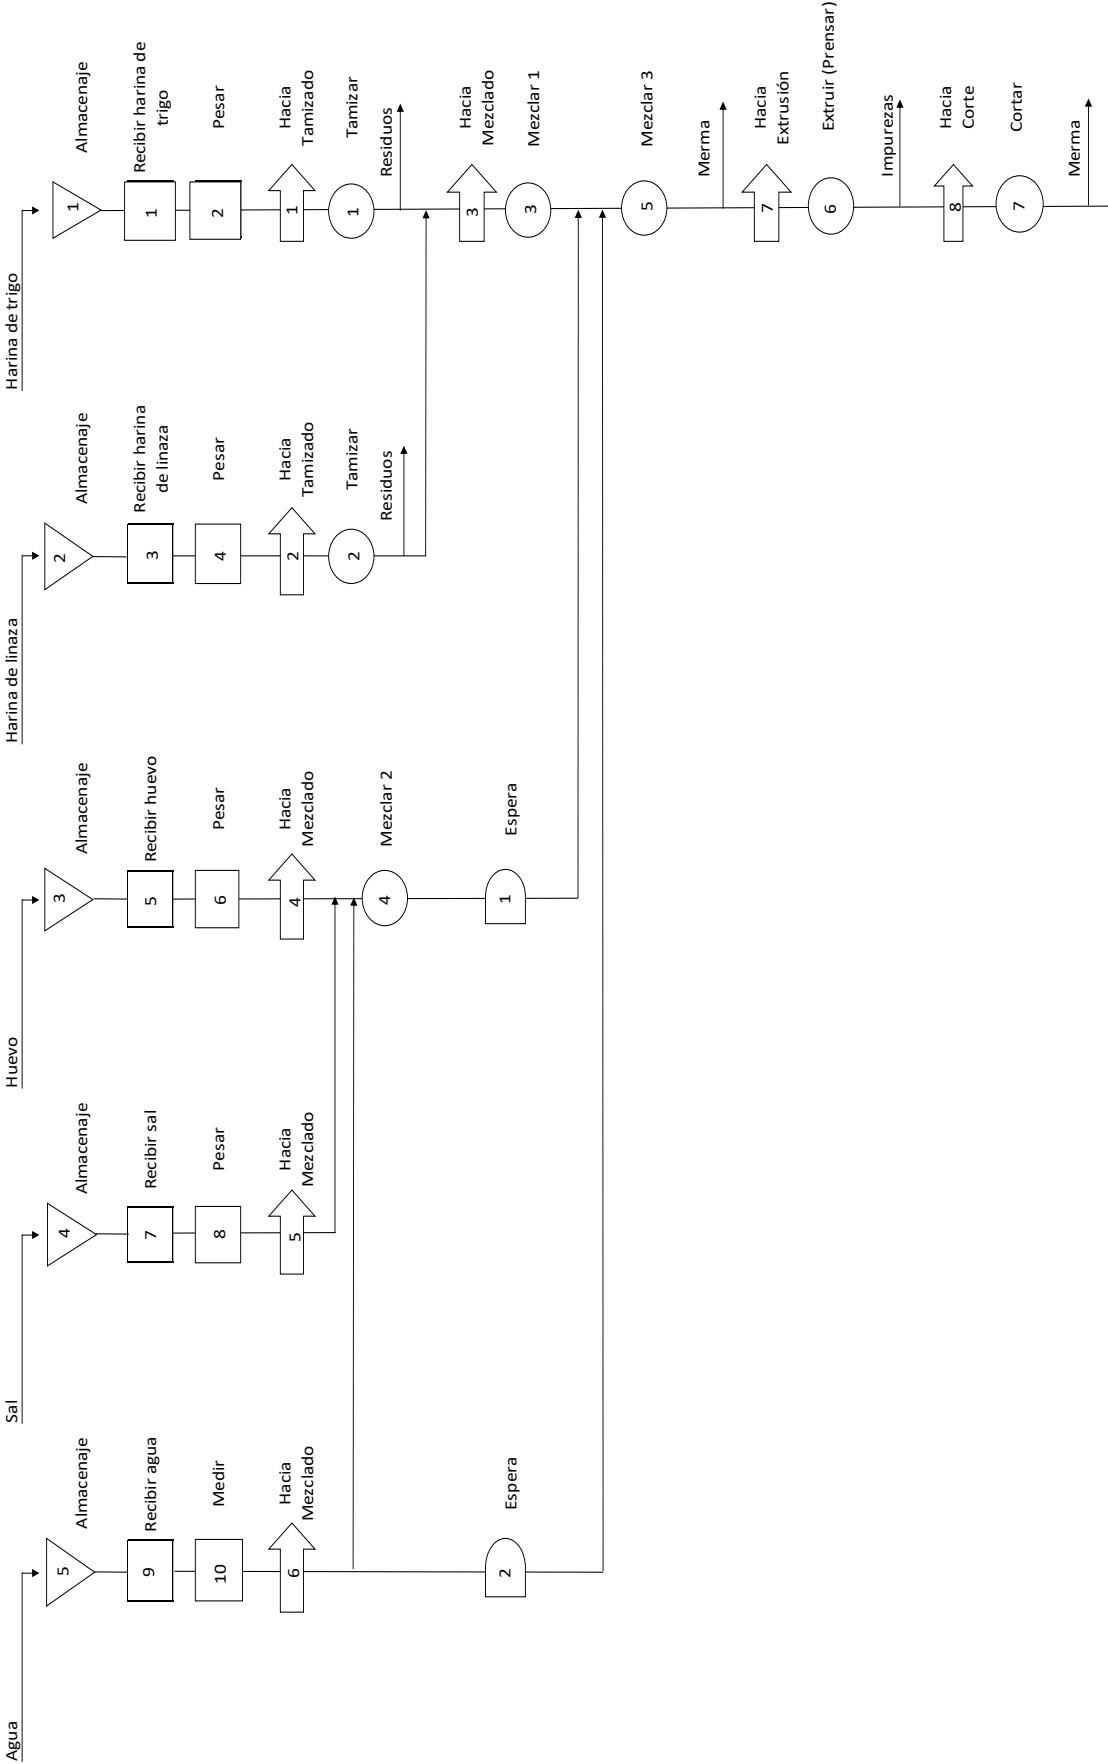 Agua
5
Almacenaje
9
Recibir agua
10
Medir
6
Hacia
Mezclado
2
Espera
Sal
4
Almacenaje
7
Recibir sal
8
Pesar
5
Hacia
Mezclado
Huevo
3
Almacenaje
5
Recibir huevo
6
Pesar
4
Hacia
Mezclado
4
Mezclar 2
1
Espera
Harina de linaza
2
Almacenaje
3
Recibir harina
de linaza
4
Pesar
2
Hacia
Tamizado
2
Tamizar
Residuos
Harina de trigo
1
Almacenaje
1
Recibir harina de
trigo
2
Pesar
1
Hacia
Tamizado
1
Tamizar
Residuos
3
Hacia
Mezclado
3
Mezclar 1
5
Mezclar 3
Merma
7
Hacia
Extrusión
6
Extruir (Prensar)
Impurezas
8
Hacia
Corte
7
Cortar
Merma